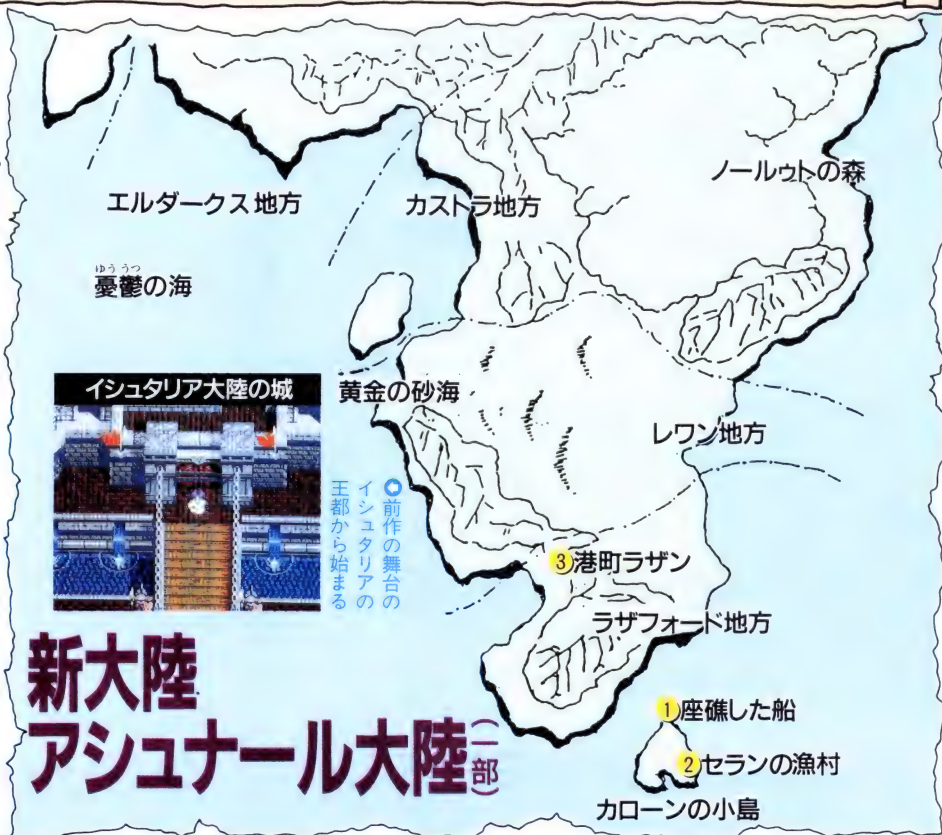 ノールゥトの森
エルダークス地方
カストラ地方
ゆううつ
憂鬱の海
イシュタリア大陸の城
黄金の砂海
レワン地方
前作の舞台の
イシュタリアの
王都から始まる
3港町ラザン
ラザフォード地方
新大陸
アシュナール大陸(一部)
1座礁した船
2セランの漁村
カローンの小島